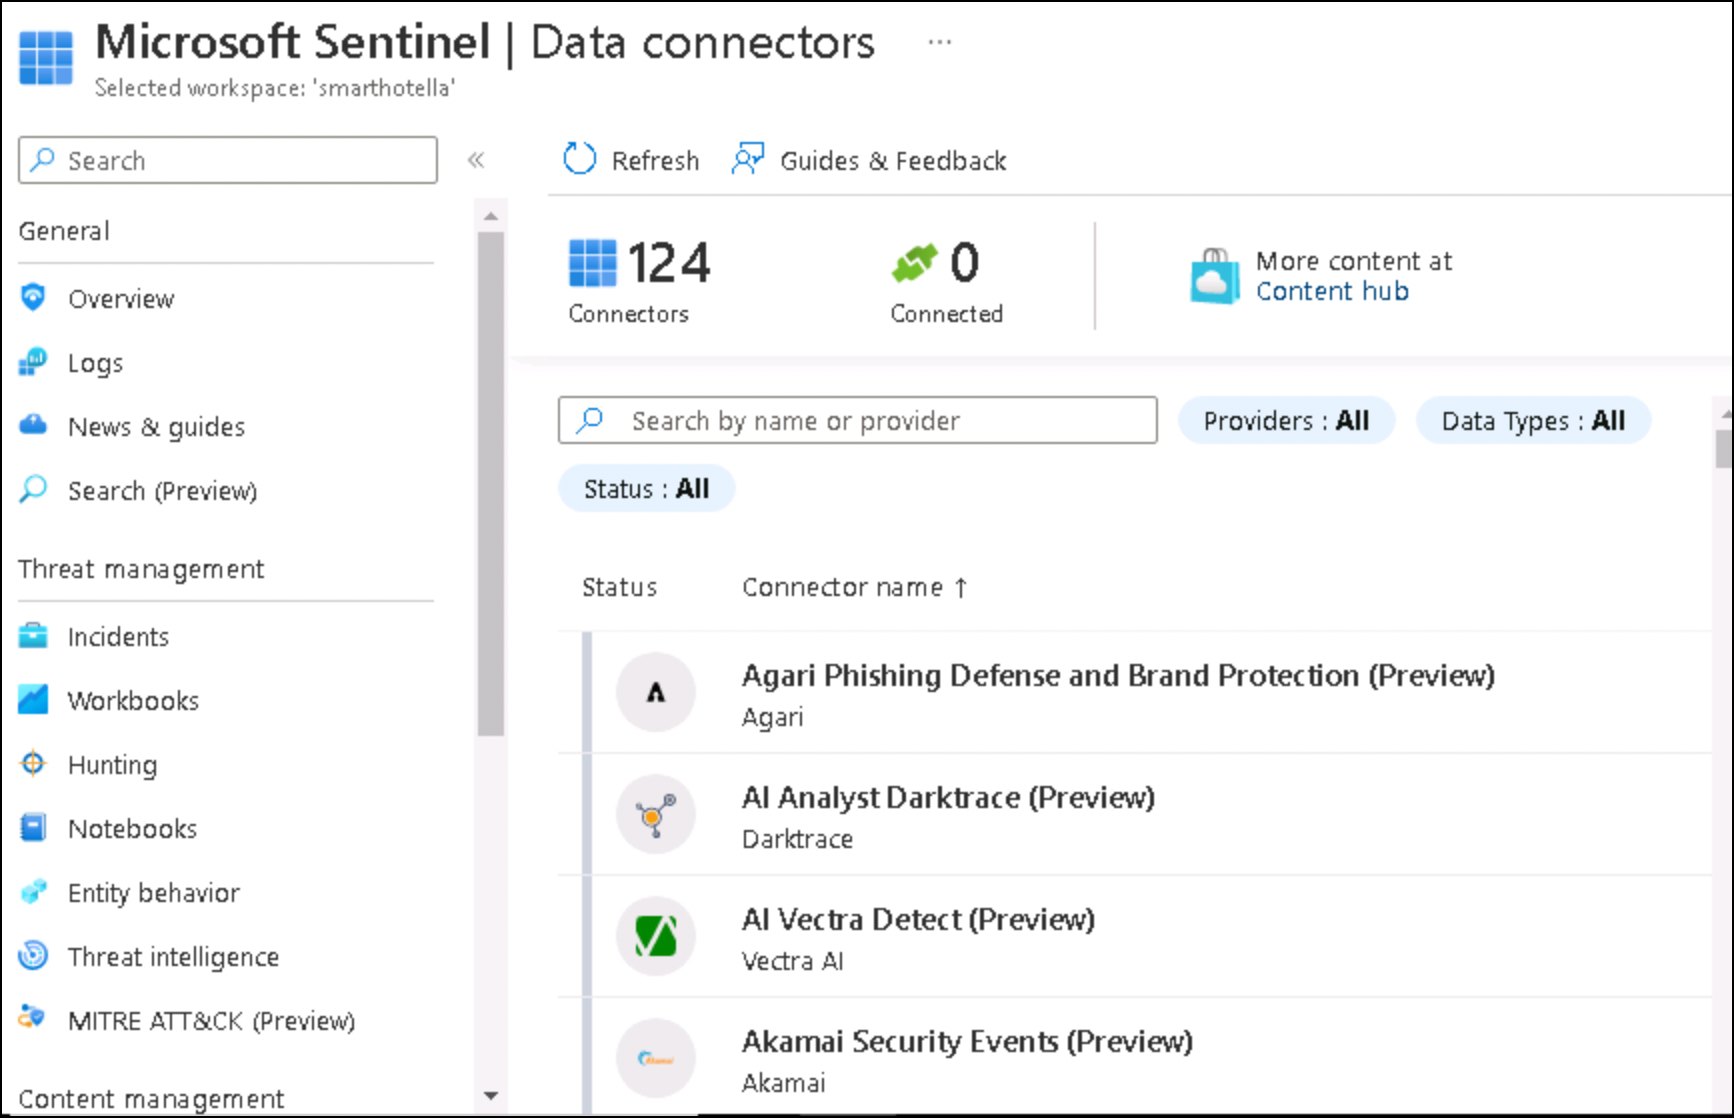 Microsoft Sentinel | Data connectors ...
Selected workspace: 'smarthotella'
Search «
General
Overview
Logs
News & guides
Search (Preview)
Threat management
Incidents
Workbooks
Hunting
Notebooks
Entity behavior
Threat intelligence
MITRE ATT&CK (Preview)
Content management
Refresh Guides & Feedback
124
Connectors
0
Connected
More content at
Content hub
Search by name or provider Providers : All Data Types : All
Status : All
Status Connector name ↑
Agari Phishing Defense and Brand Protection (Preview)
Agari
AI Analyst Darktrace (Preview)
Darktrace
AI Vectra Detect (Preview)
Vectra AI
Akamai
Akamai Security Events (Preview)
Akamai